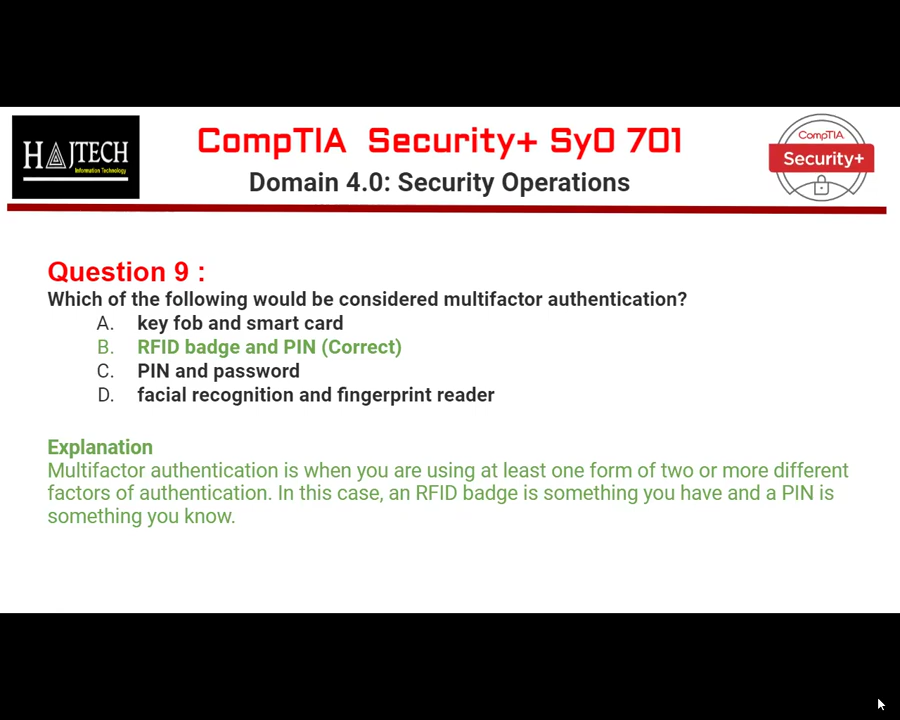 HAJTECH
Information Technology
CompTIA Security+ SyO 701
Domain 4.0: Security Operations
CompTIA
Security+
Question 9 :
Which of the following would be considered multifactor authentication?
A. key fob and smart card
B. RFID badge and PIN (Correct)
C. PIN and password
D. facial recognition and fingerprint reader
Explanation
Multifactor authentication is when you are using at least one form of two or more different
factors of authentication. In this case, an RFID badge is something you have and a PIN is
something you know.